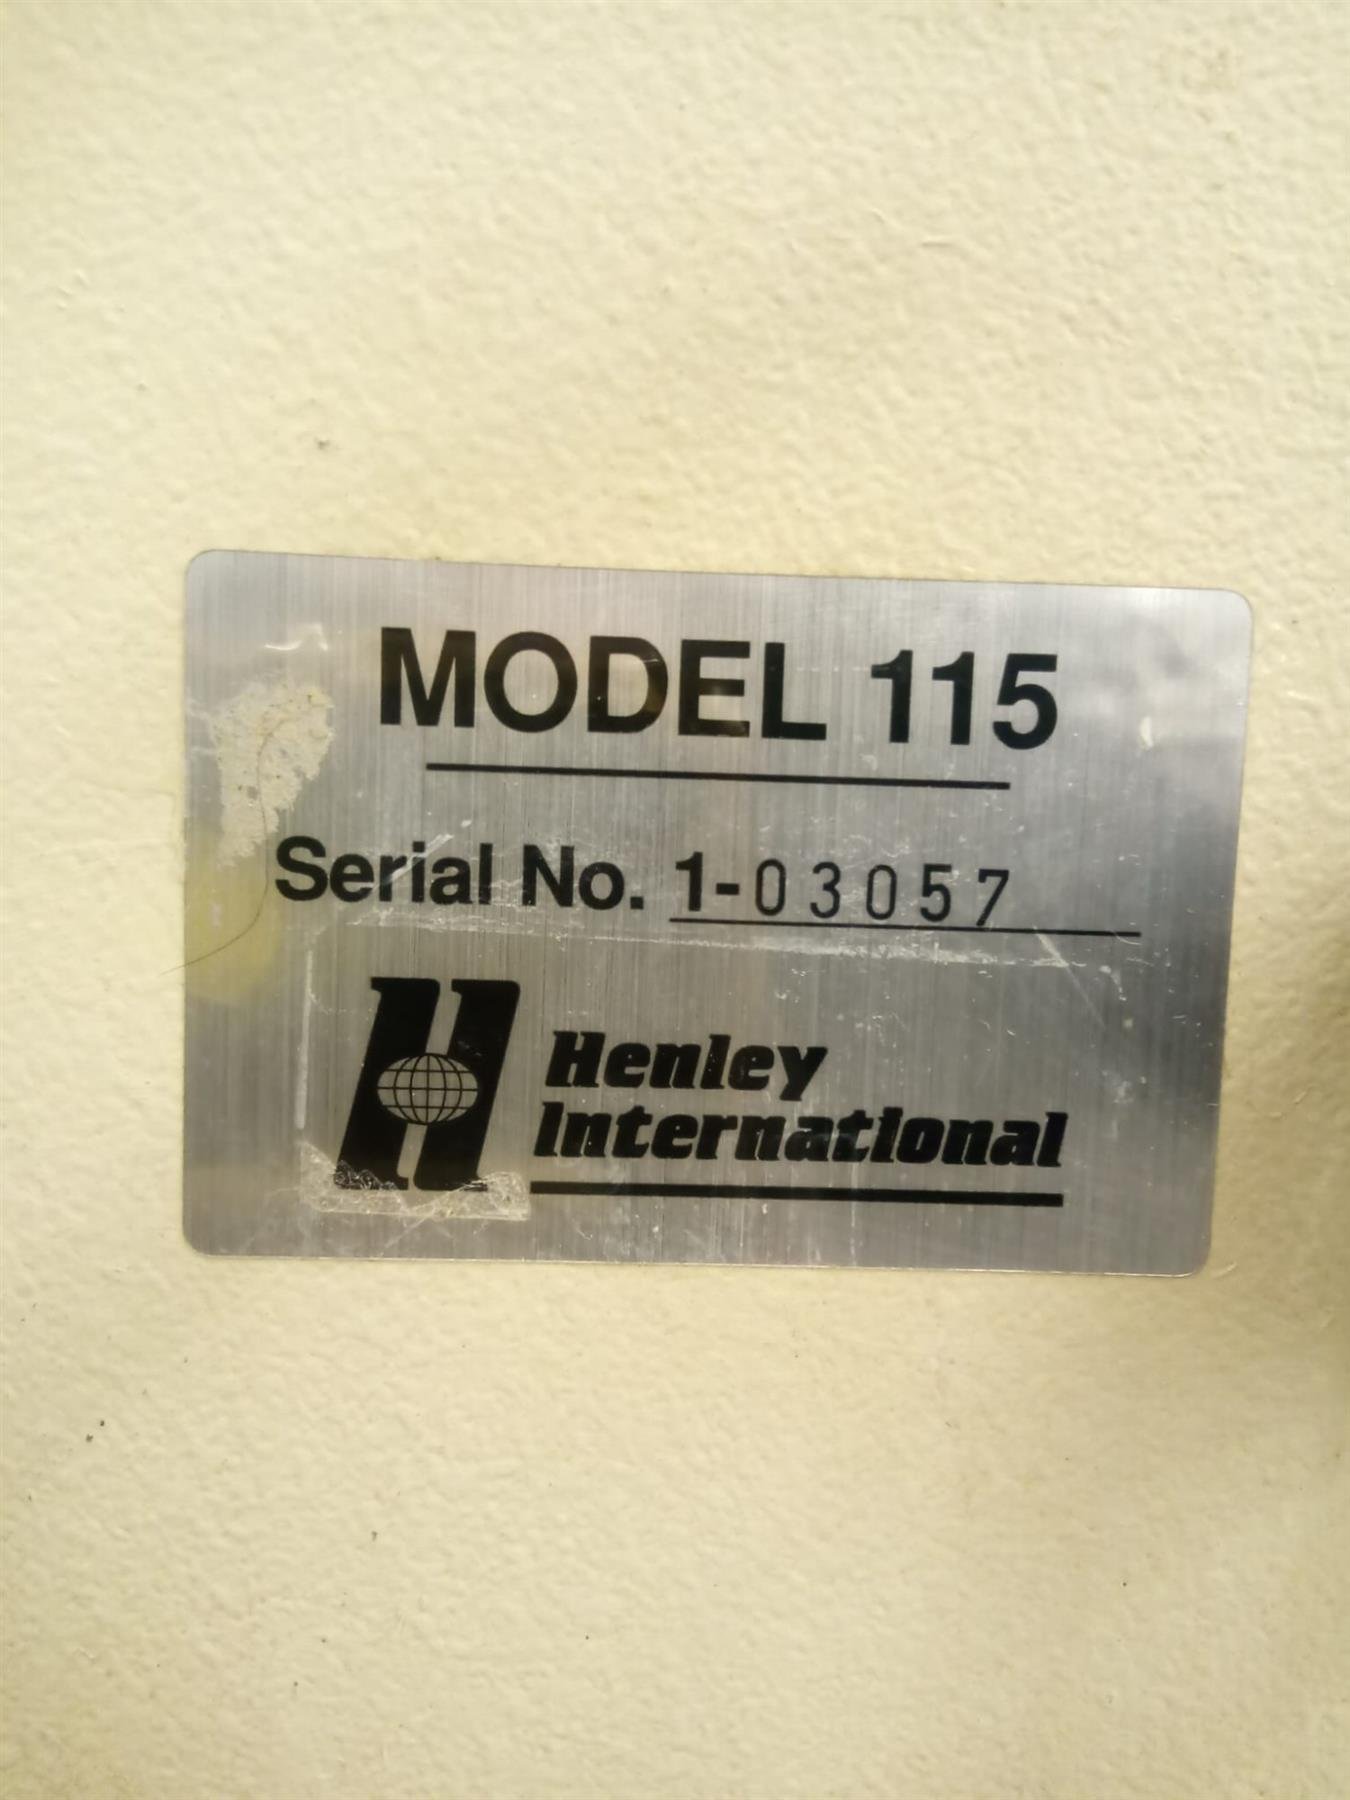 MODEL 115
Serial No. 1-03057
H
Henley
International